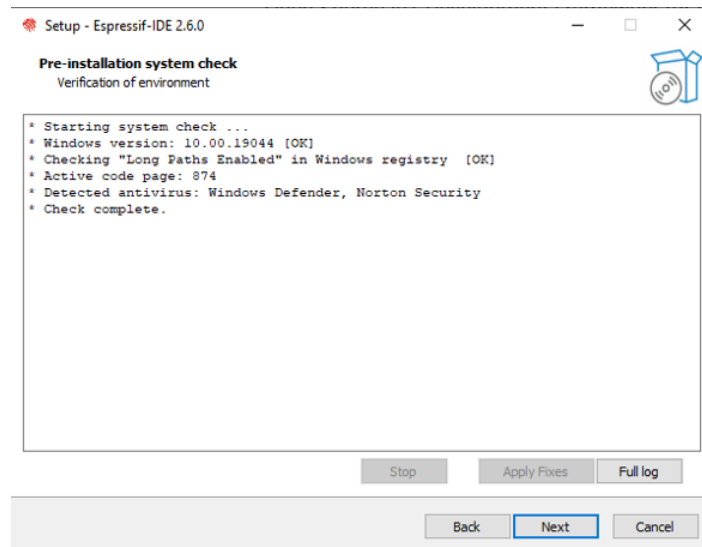 Setup - Espressif-IDE 2.6.0
Pre-installation system check
Verification of environment
* Starting system check ...
* Windows version: 10.00.19044 [OK]
* Checking "Long Paths Enabled" in Windows registry  [OK]
* Active code page: 874
* Detected antivirus: Windows Defender, Norton Security
* Check complete.
Stop Apply Fixes Full log
Back Next Cancel